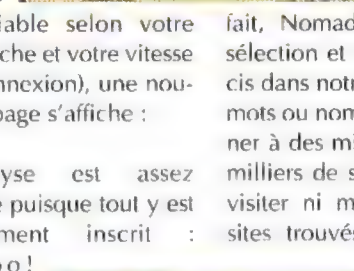 iable selon votre
che et votre vitesse
nnexion), une nou-
page s'affiche :
yse est assez
e puisque tout y est
ment inscrit :
o !
fait, Nomad
sélection et
cis dans notr
mots ou nom
ner à des m
milliers de s
visiter ni m
sites trouvés